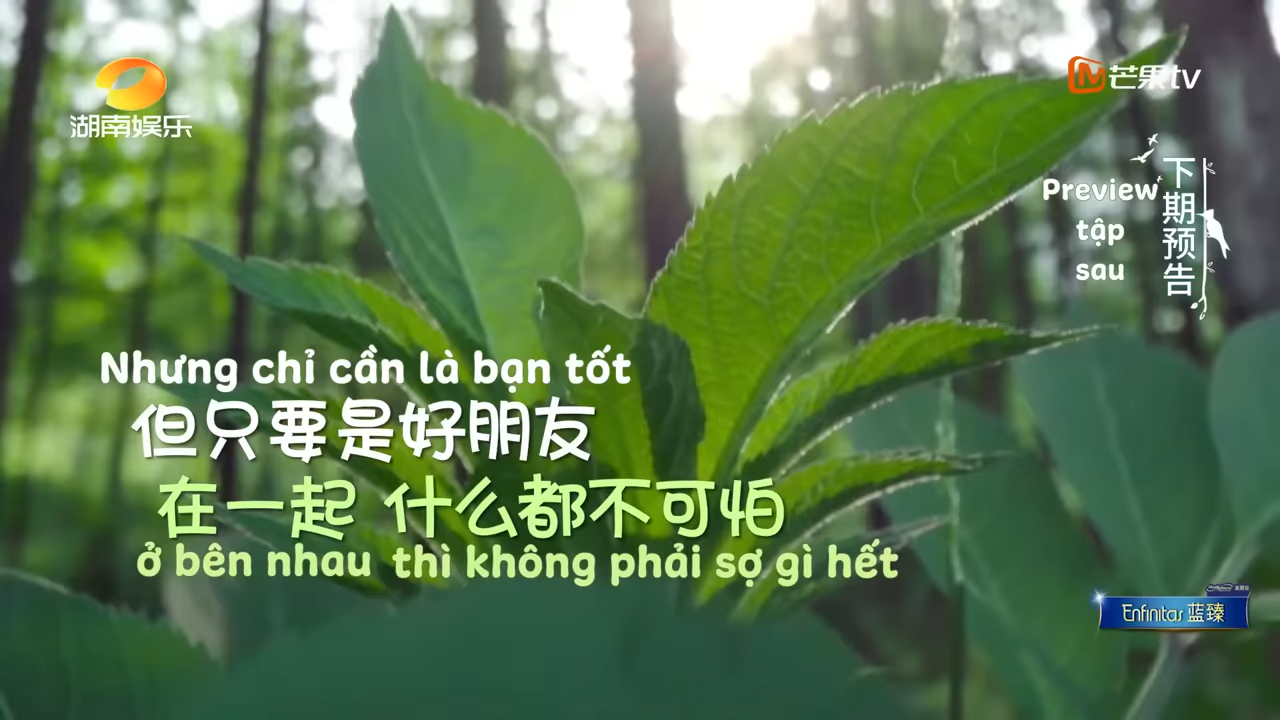 湖南娱乐
芒果tv
Preview
tập
sau
下期预告
Nhưng chỉ cần là bạn tốt
但只要是好朋友
在一起 什么都不可怕
ở bên nhau thì không phải sợ gì hết
Enfinitas 蓝臻